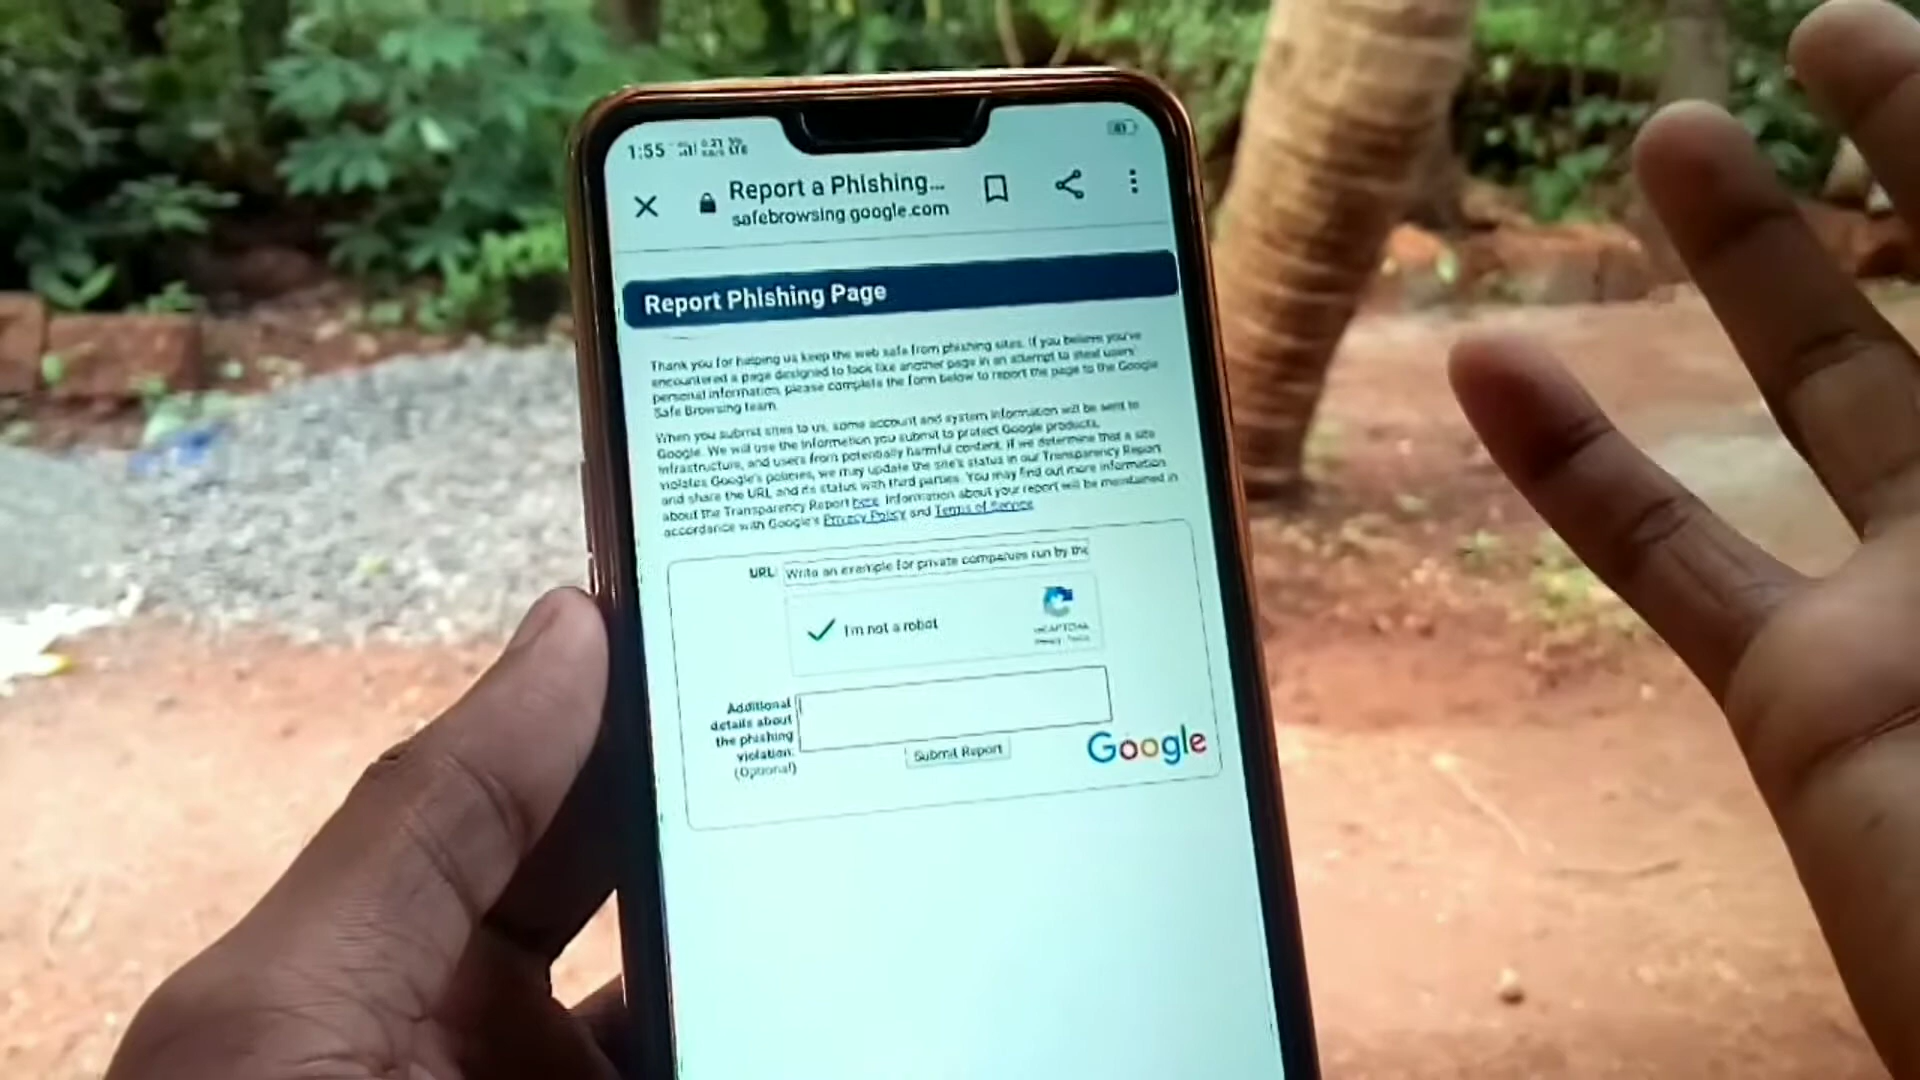 1:55
Report a Phishing...
safebrowsing.google.com
Report Phishing Page
Thank you for helping us keep the web safe from phishing sites. If you believe you've
encountered a page designed to look like another page in an attempt to steal users'
personal information, please complete the form below to report the page to the Google
Safe Browsing team.
When you submit sites to us, some account and system information will be sent to
Google. We will use the information you submit to protect Google products,
infrastructure, and users from potentially harmful content. If we determine that a site
violates Google's policies, we may update the site's status in our Transparency Report
and share the URL and its status with third parties. You may find out more information
about the Transparency Report here. Information about your report will be maintained in
accordance with Google's Privacy Policy and Terms of Service
URL: Write an example for private companies run by the
I'm not a robot
reCAPTCHA
Additional
details about
the phishing
violation:
(Optional)
Submit Report
Google